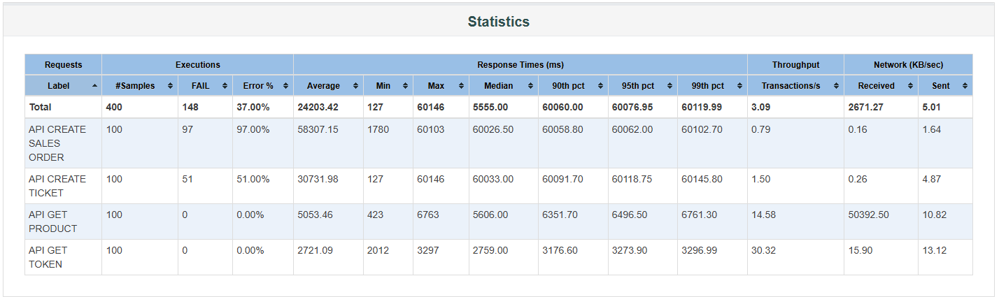 Statistics
Requests Executions Response Times (ms) Throughput Network (KB/sec)
Label #Samples FAIL Error % Average Min Max Median 90th pct 95th pct 99th pct Transactions/s Received Sent
Total 400 148 37.00% 24203.42 127 60146 5555.00 60060.00 60076.95 60119.99 3.09 2671.27 5.01
API CREATE 100 97 97.00% 58307.15 1780 60103 60026.50 60058.80 60062.00 60102.70 0.79 0.16 1.64
SALES
ORDER
API CREATE 100 51 51.00% 30731.98 127 60146 60033.00 60091.70 60118.75 60145.80 1.50 0.26 4.87
TICKET
API GET 100 0 0.00% 5053.46 423 6763 5606.00 6351.70 6496.50 6761.30 14.58 50392.50 10.82
PRODUCT
API GET 100 0 0.00% 2721.09 2012 3297 2759.00 3176.60 3273.90 3296.99 30.32 15.90 13.12
TOKEN